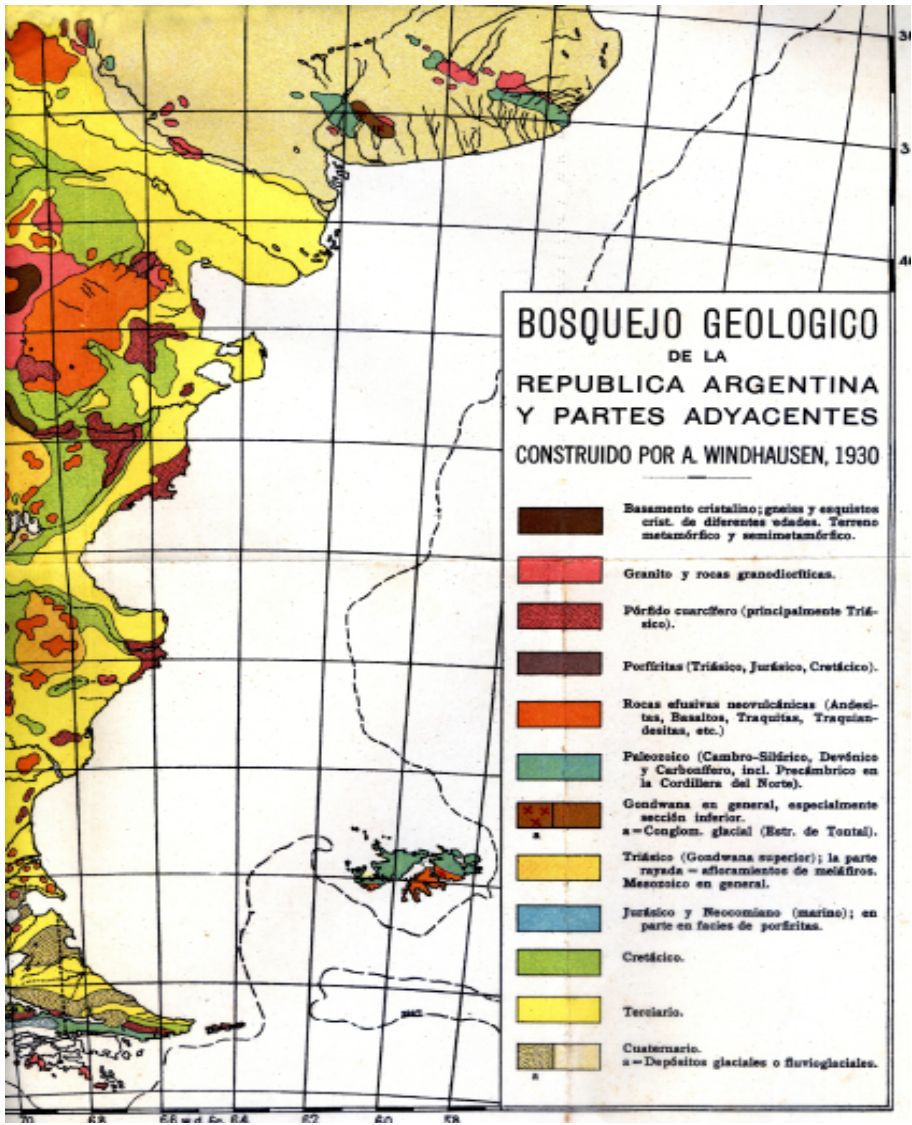 35
40
BOSQUEJO GEOLOGICO
DE LA
REPUBLICA ARGENTINA
Y PARTES ADYACENTES
CONSTRUIDO POR A. WINDHAUSEN, 1930
Basamento cristalino; gneiss y esquistos
crist. de diferentes edades. Terreno
metamórfico y semimetamórfico.
Granito y rocas granodioríticas.
Pórfido cuarcífero (principalmente Triá-
sico).
Porfiritas (Triásico, Jurásico, Cretácico).
Rocas efusivas neovulcánicas (Andesi-
tas, Basaltos, Traquitas, Traquian-
desitas, etc.)
Paleozoico (Cambro-Silúrico, Devónico
y Carbonífero, incl. Precámbrico en
la Cordillera del Norte).
Gondwana en general, especialmente
sección inferior.
a = Conglom. glacial (Estr. de Tontal).
a
Triásico (Gondwana superior); la parte
rayada = afloramientos de meláfiros.
Mesozoico en general.
Jurásico y Neocomiano (marino); en
parte en facies de porfiritas.
Cretácico.
Terciario.
Cuaternario.
a = Depósitos glaciales o fluvioglaciales.
a
70 68 66 w.d. Gr. 64 62 60 58